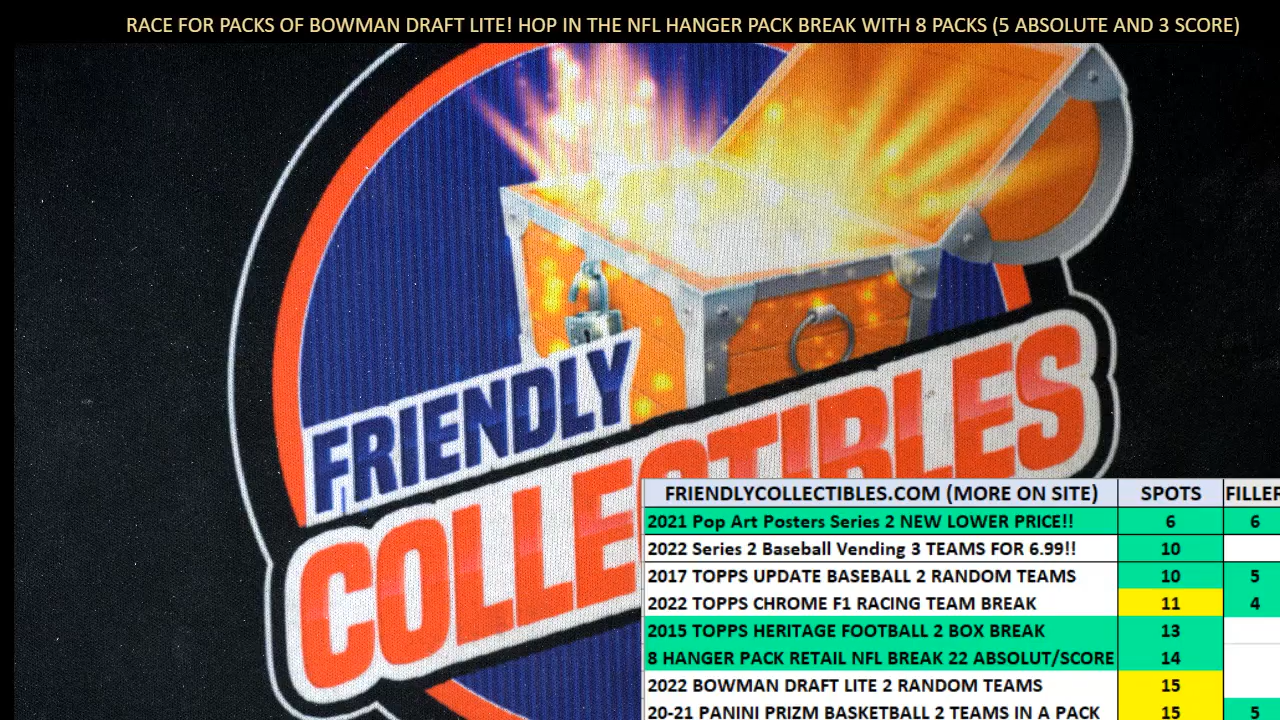 RACE FOR PACKS OF BOWMAN DRAFT LITE! HOP IN THE NFL HANGER PACK BREAK WITH 8 PACKS (5 ABSOLUTE AND 3 SCORE)
FRIENDLY
COLLECTIBLES
FRIENDLYCOLLECTIBLES.COM (MORE ON SITE) SPOTS FILLER
2021 Pop Art Posters Series 2 NEW LOWER PRICE!! 6 6
2022 Series 2 Baseball Vending 3 TEAMS FOR 6.99!! 10
2017 TOPPS UPDATE BASEBALL 2 RANDOM TEAMS 10 5
2022 TOPPS CHROME F1 RACING TEAM BREAK 11 4
2015 TOPPS HERITAGE FOOTBALL 2 BOX BREAK 13
8 HANGER PACK RETAIL NFL BREAK 22 ABSOLUT/SCORE 14
2022 BOWMAN DRAFT LITE 2 RANDOM TEAMS 15
20-21 PANINI PRIZM BASKETBALL 2 TEAMS IN A PACK 15 5